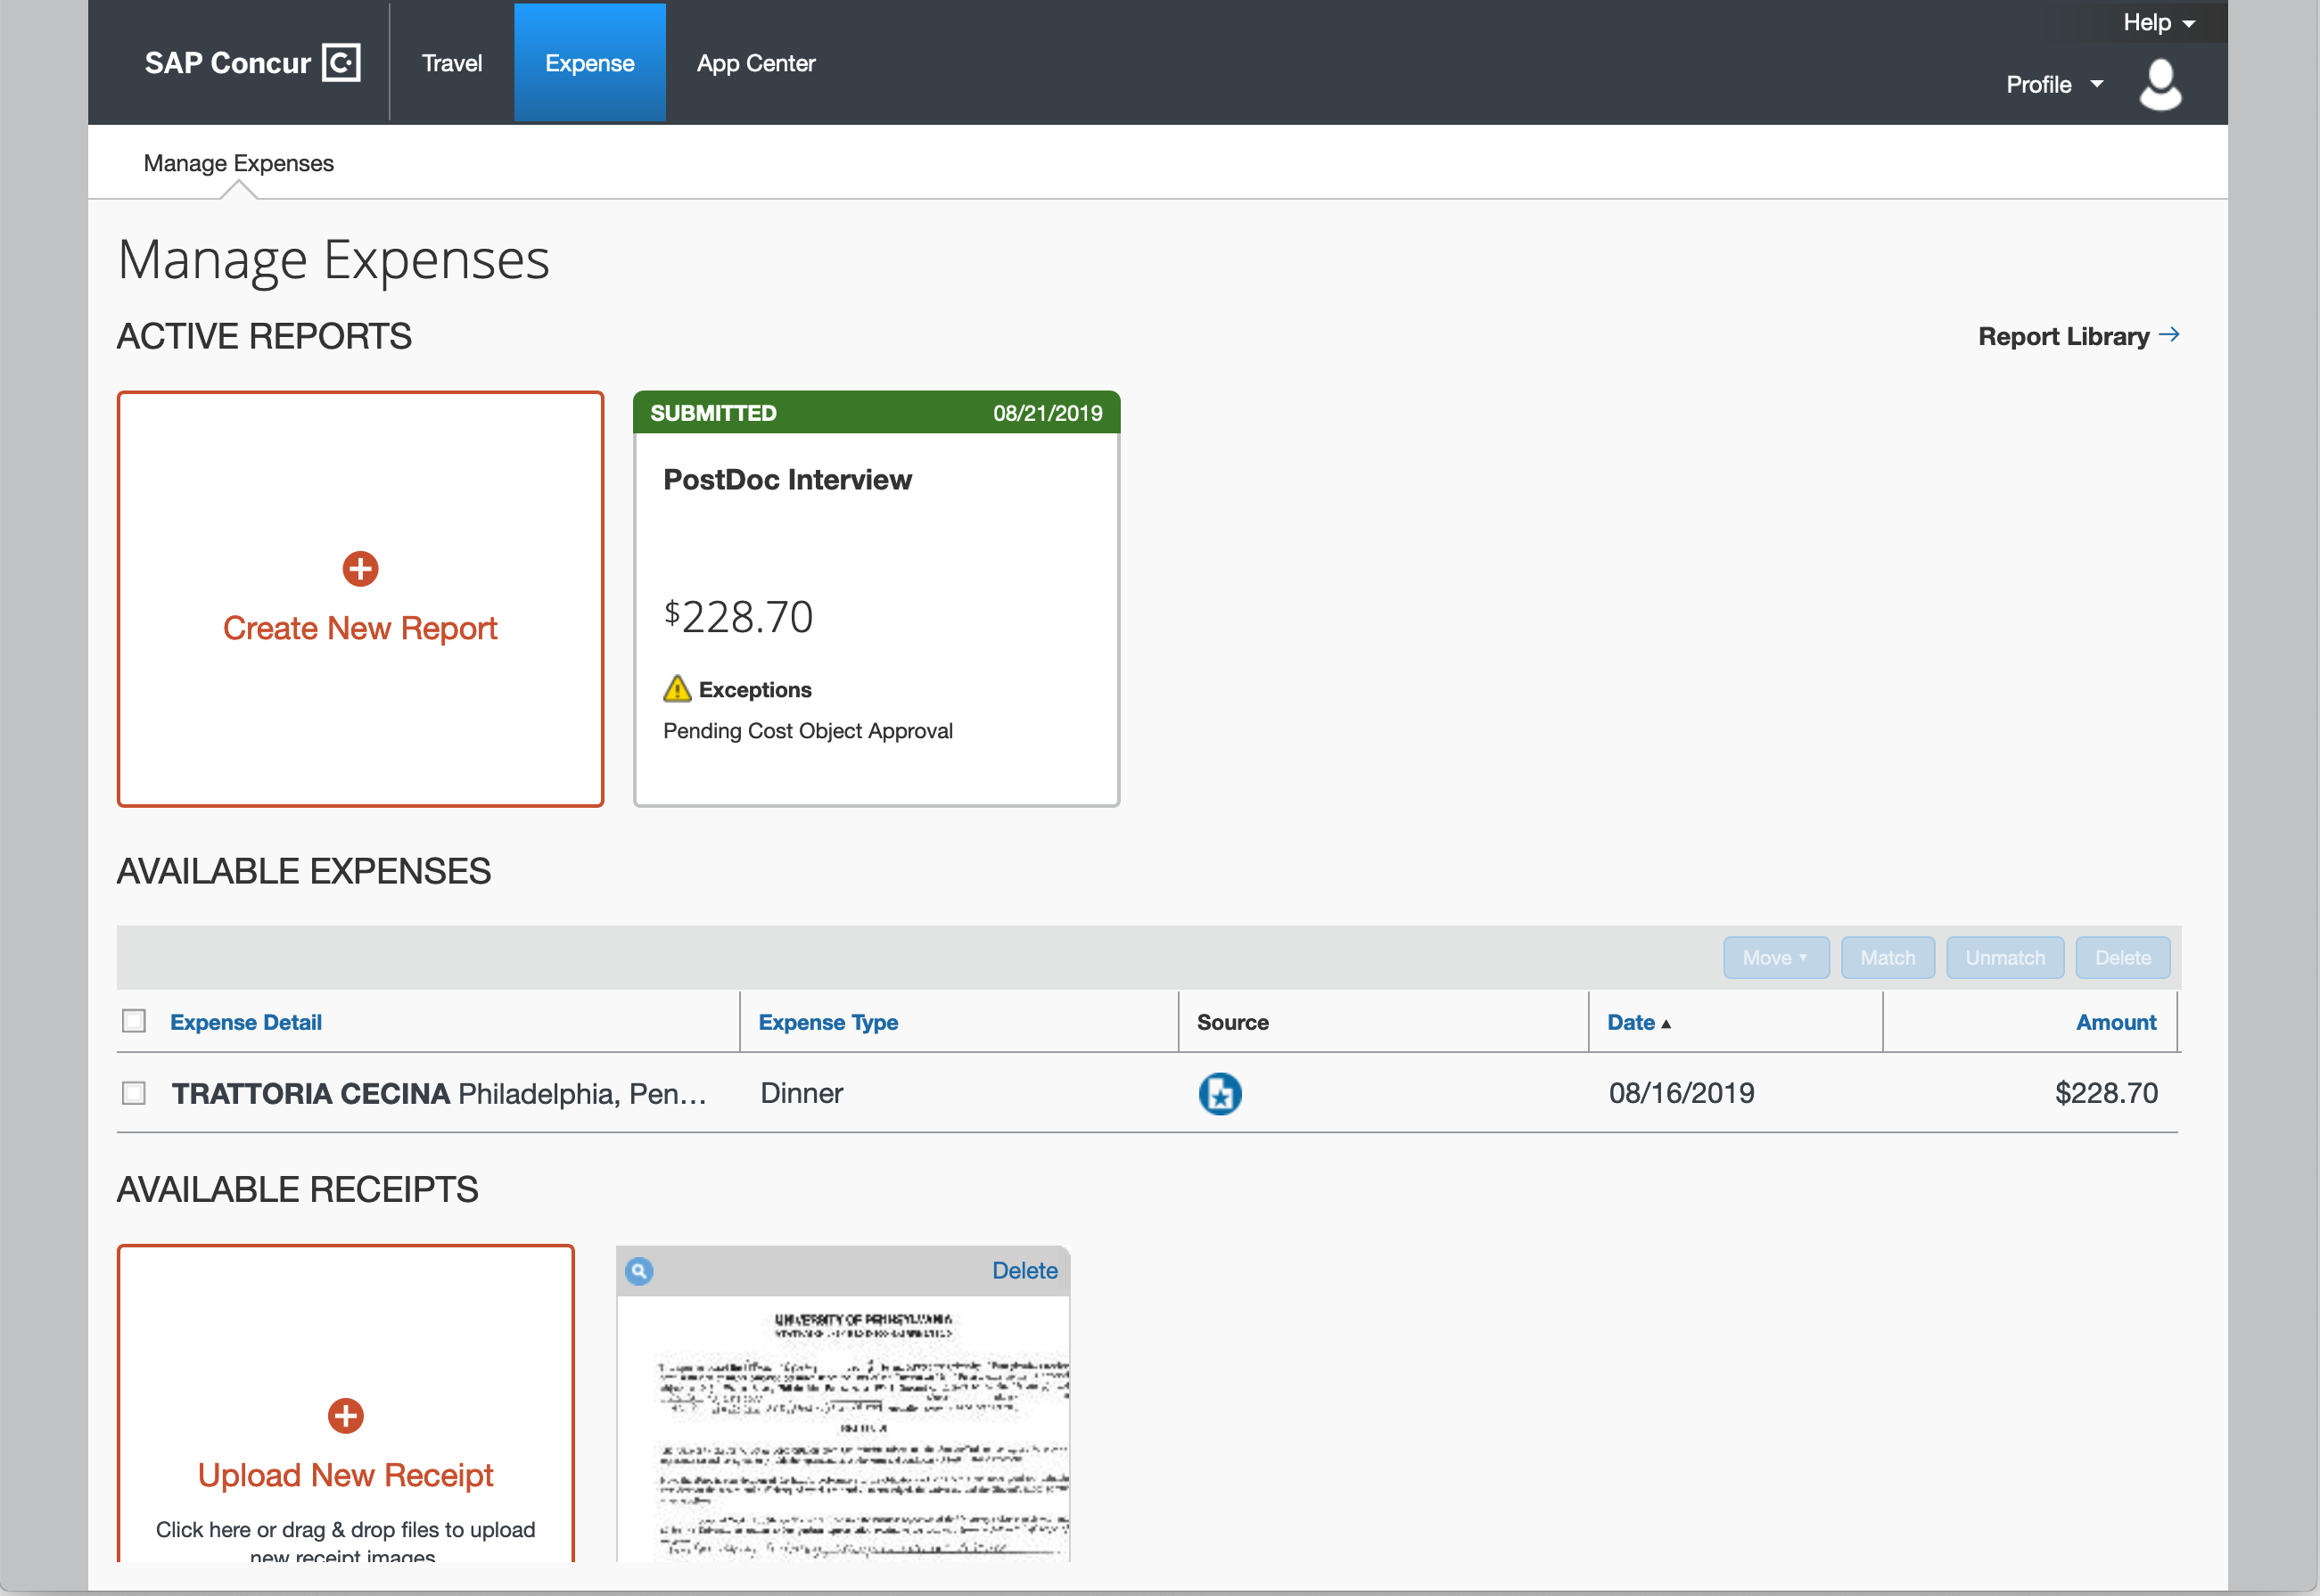 Help
SAP Concur C
Travel
Expense
App Center
Profile
Manage Expenses
Manage Expenses
ACTIVE REPORTS
Report Library →
Create New Report
SUBMITTED 08/21/2019
PostDoc Interview
$228.70
Exceptions
Pending Cost Object Approval
AVAILABLE EXPENSES
Move ▾ Match Unmatch Delete
Expense Detail Expense Type Source Date ▲ Amount
TRATTORIA CECINA Philadelphia, Pen... Dinner 08/16/2019 $228.70
AVAILABLE RECEIPTS
Upload New Receipt
Click here or drag & drop files to upload
new receipt images
Delete
UNIVERSITY OF PENNSYLVANIA